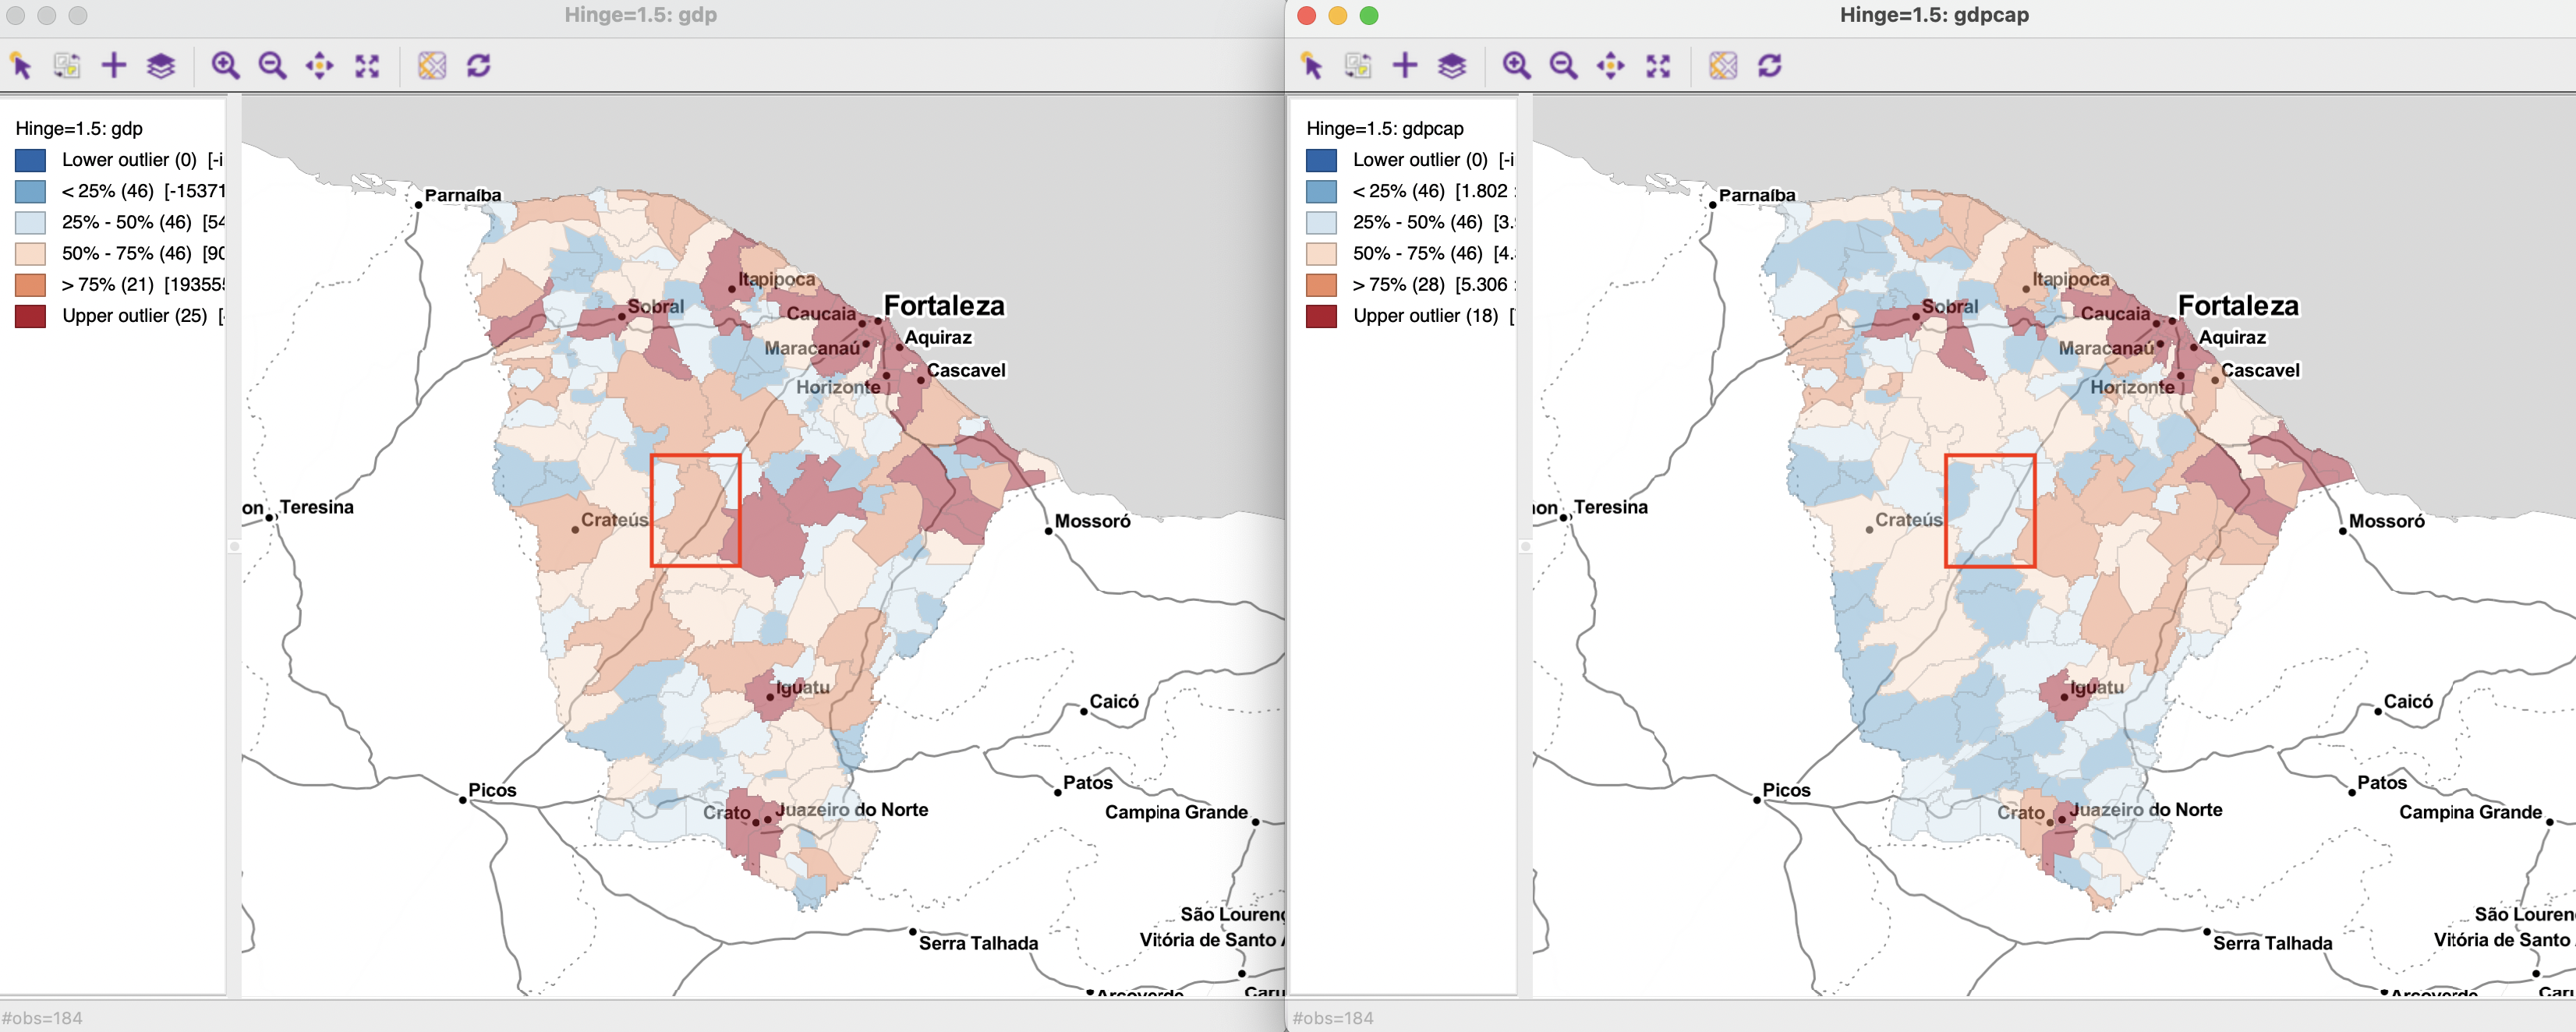 Hinge=1.5: gdp
Hinge=1.5: gdp
Lower outlier (0) [-i
< 25% (46) [-15371
25% - 50% (46) [54
50% - 75% (46) [90
> 75% (21) [193555
Upper outlier (25) [
Parnaíba
Itapipoca
Sobral
Fortaleza
Caucaia
Aquiraz
Maracanaú
Cascavel
Horizonte
on
Teresina
Crateús
Mossoró
Iguatu
Caicó
Picos
Patos
Crato
Juazeiro do Norte
Campina Grande
São Louren
Serra Talhada
Vitória de Santo
Arcoverde
Caru
#obs=184
Hinge=1.5: gdpcap
Hinge=1.5: gdpcap
Lower outlier (0) [-i
< 25% (46) [1.802 :
25% - 50% (46) [3.
50% - 75% (46) [4.
> 75% (28) [5.306 :
Upper outlier (18) [
Parnaíba
Itapipoca
Sobral
Fortaleza
Caucaia
Aquiraz
Maracanaú
Cascavel
Horizonte
on
Teresina
Crateús
Mossoró
Iguatu
Caicó
Picos
Patos
Crato
Juazeiro do Norte
Campina Grande
São Louren
Serra Talhada
Vitória de Santo
Arcoverde
Car
#obs=184